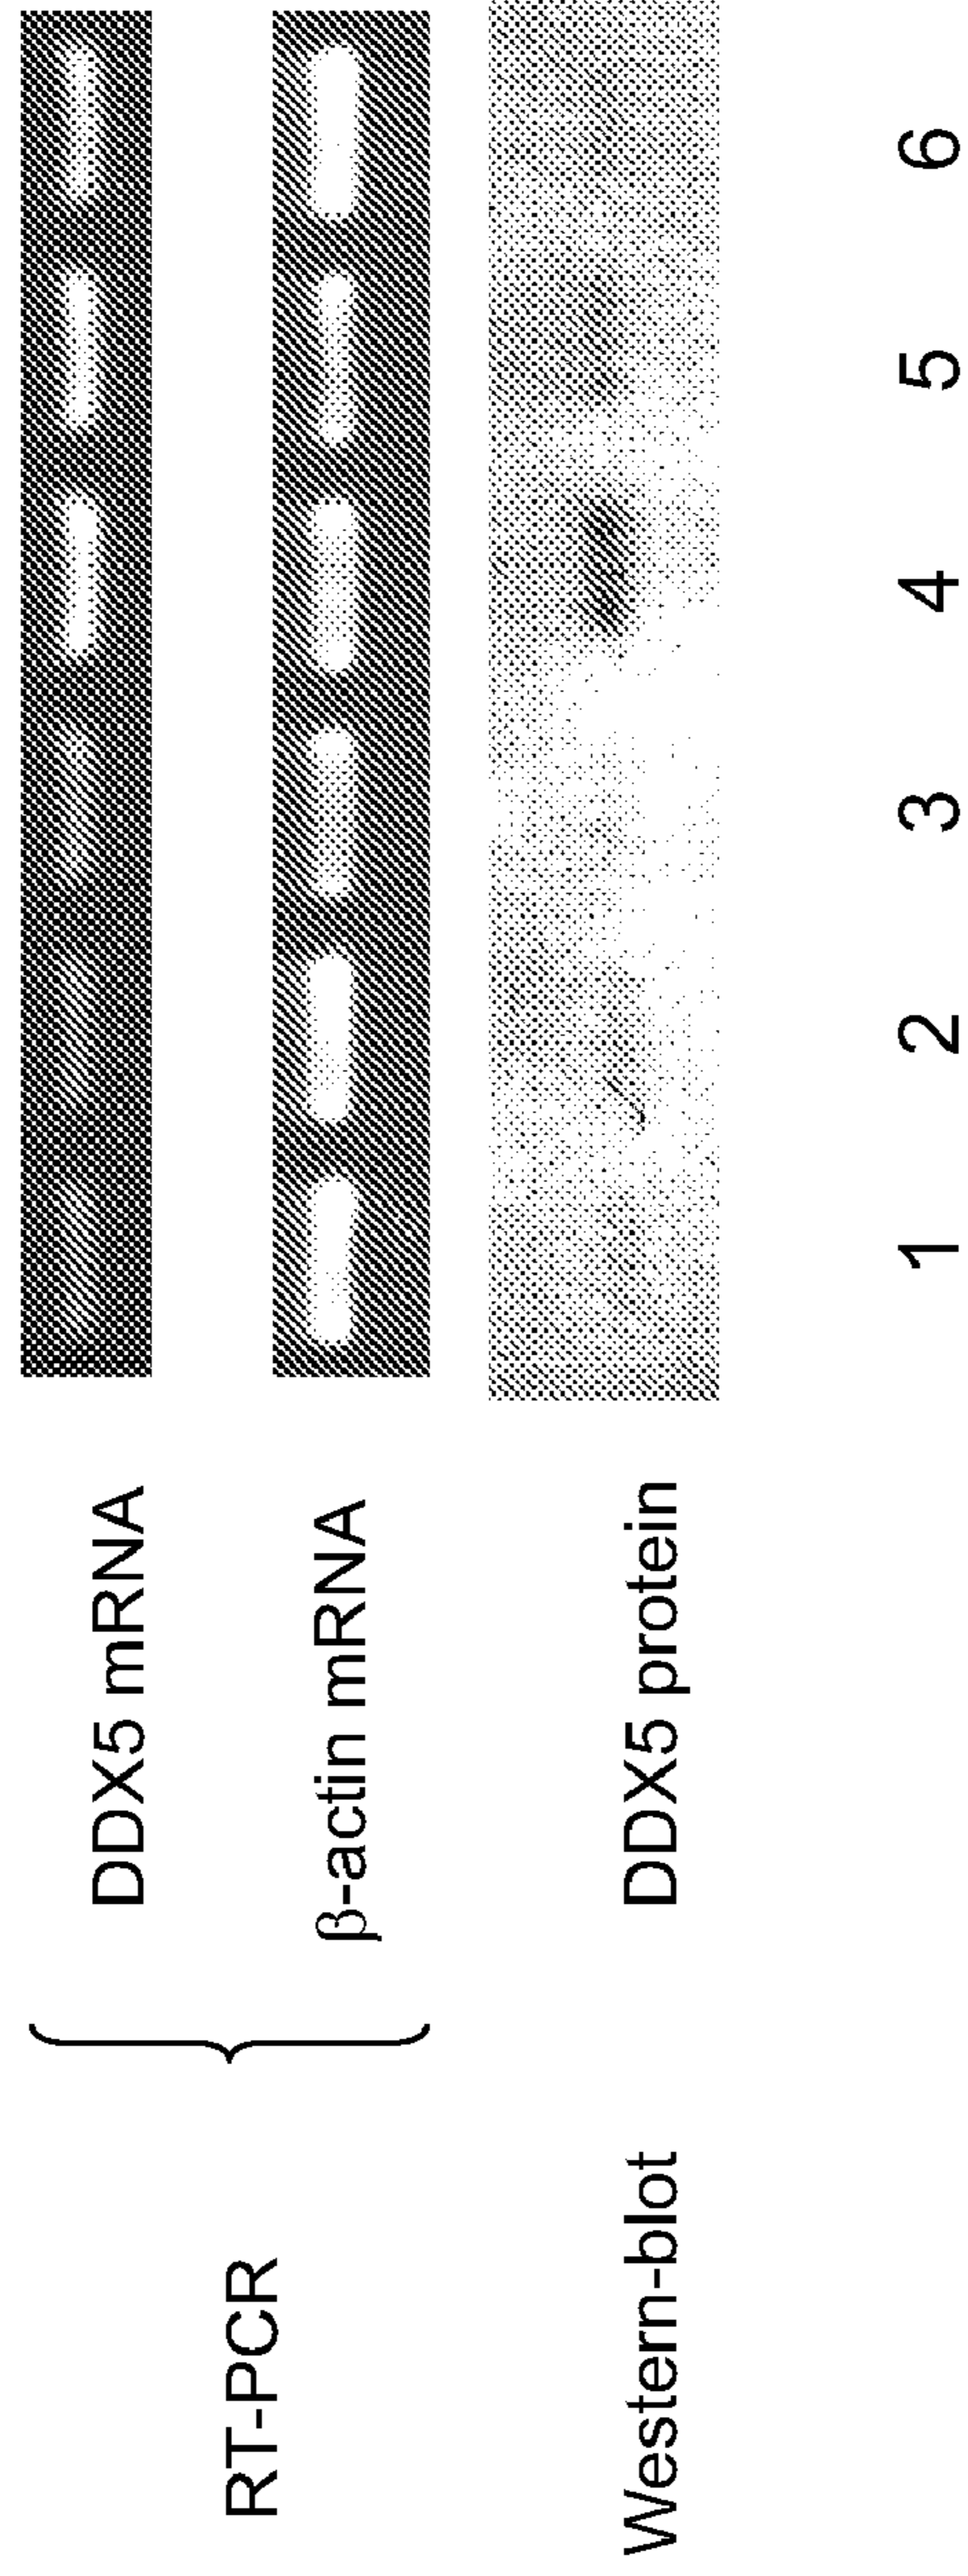 DDX5 mRNA
RT-PCR
β-actin mRNA
Western-blot DDX5 protein
1 2 3 4 5 6